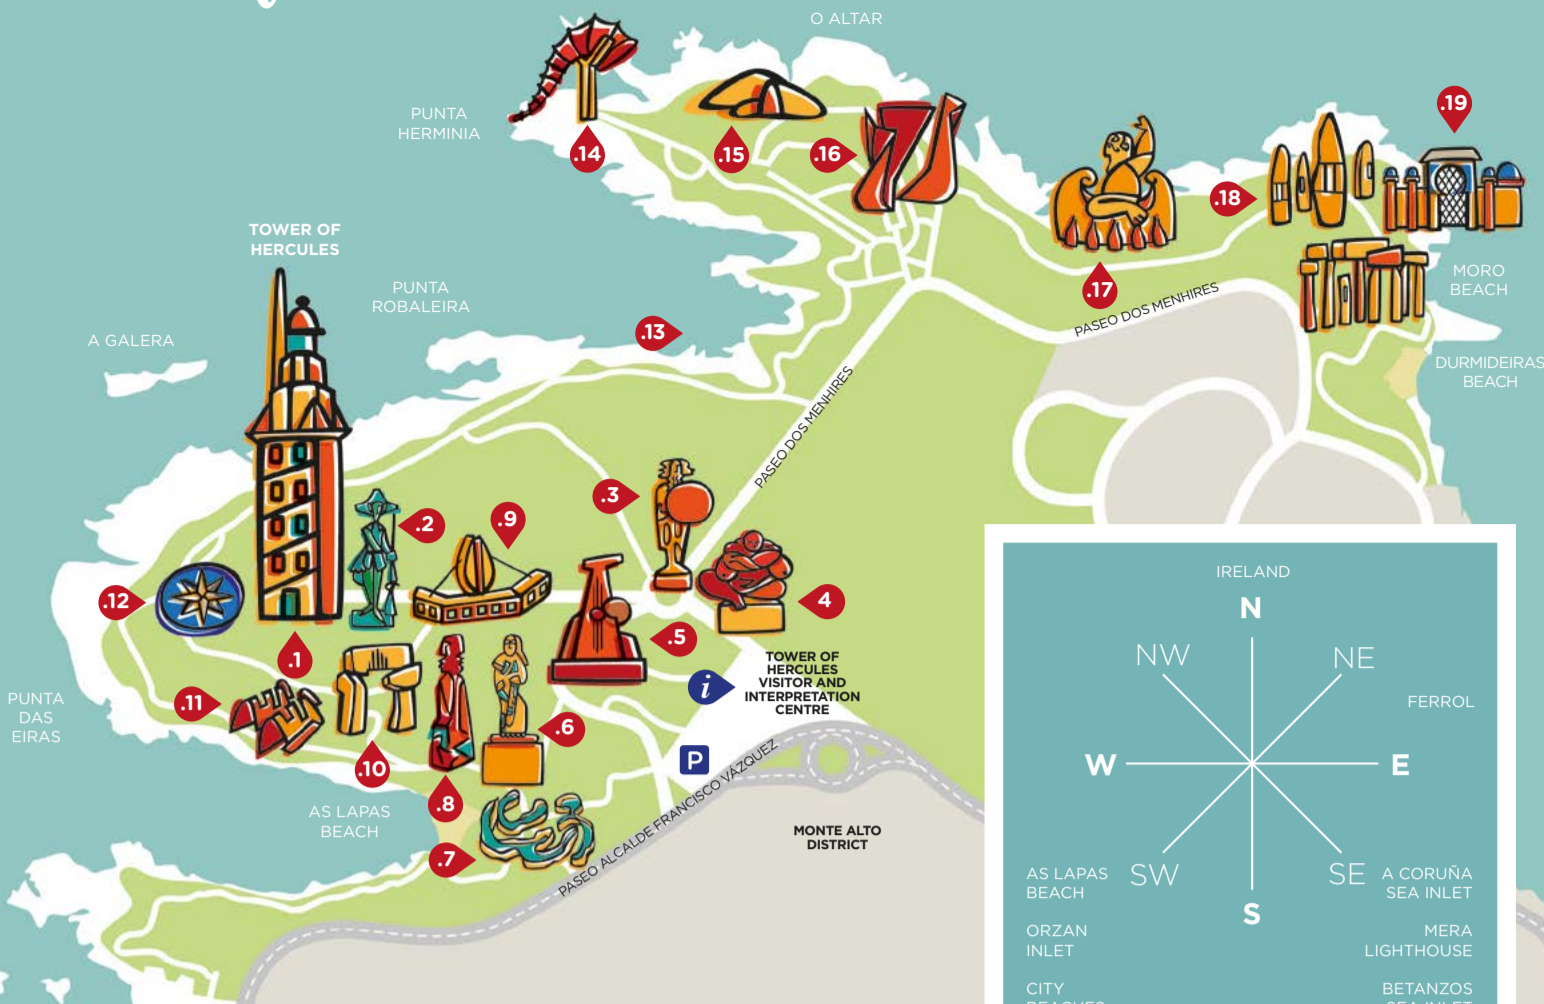 O ALTAR
PUNTA
HERMINIA
.14
.15
.16
.19
.18
.17
TOWER OF
HERCULES
PUNTA
ROBALEIRA
A GALERA
.13
PASEO DOS MENHIRES
MORO
BEACH
DURMIDEIRAS
BEACH
PASEO DOS MENHIRES
.3
.2
.9
.12
4
.5
.1
.11
PUNTA
DAS
EIRAS
i
TOWER OF
HERCULES
VISITOR AND
INTERPRETATION
CENTRE
.6
.10
P
.8
AS LAPAS
BEACH
.7
PASEO ALCALDE FRANCISCO VÁZQUEZ
MONTE ALTO
DISTRICT
IRELAND
N
NW
NE
FERROL
W
E
SW
SE
S
AS LAPAS
BEACH
A CORUÑA
SEA INLET
ORZAN
INLET
MERA
LIGHTHOUSE
CITY
BEACHES
BETANZOS
SEA INLET